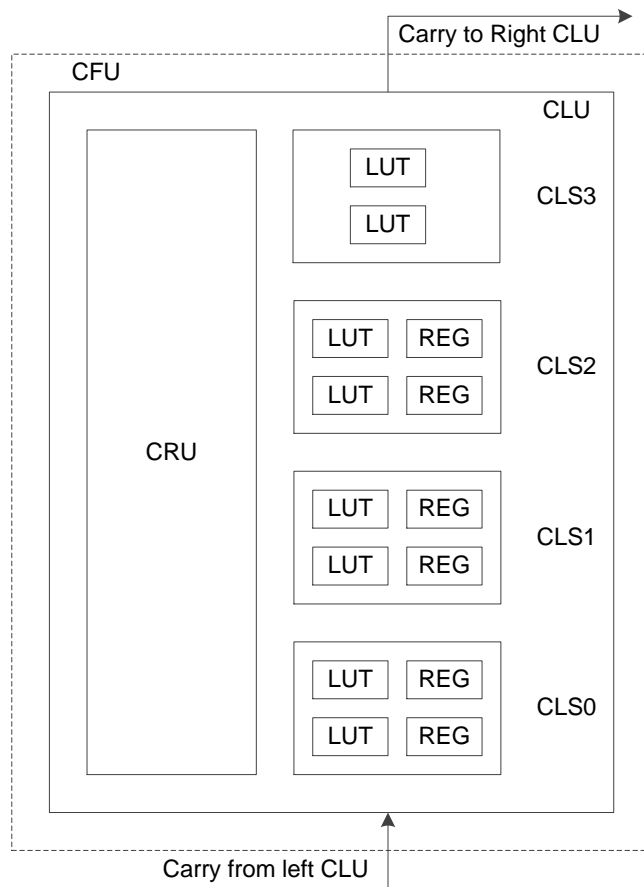 Carry to Right CLU
CFU
CLU
LUT
LUT
CLS3
LUT REG
LUT REG
CLS2
CRU
LUT REG
LUT REG
CLS1
LUT REG
LUT REG
CLS0
Carry from left CLU